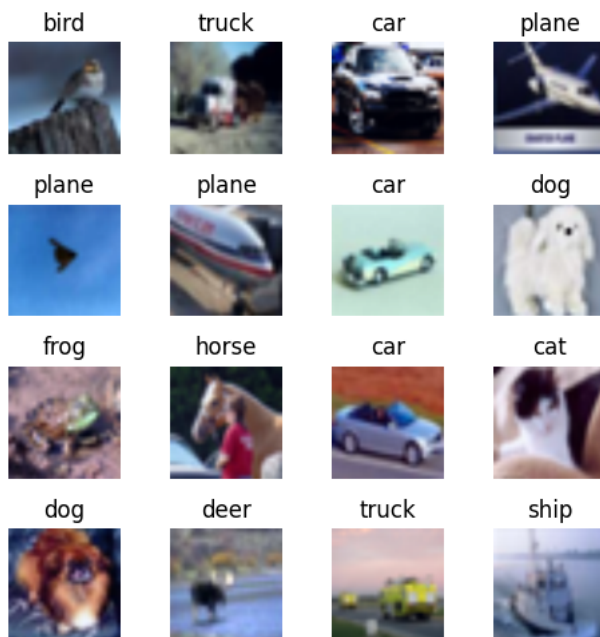 bird truck car plane
plane plane car dog
frog horse car cat
dog deer truck ship